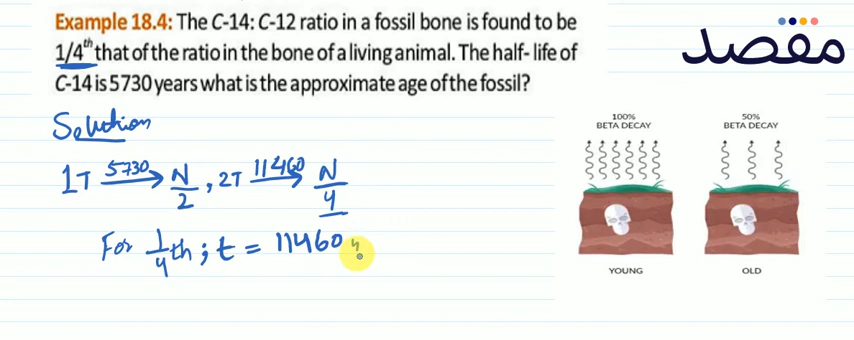 Example 18.4: The C-14: C-12 ratio in a fossil bone is found to be
1/4th that of the ratio in the bone of a living animal. The half- life of
C-14 is 5730 years what is the approximate age of the fossil?
مقصد
Solution
1T 5730→ N/2 , 2T 11460→ N/4
For 1/4th ; t = 11460
100%
BETA DECAY
50%
BETA DECAY
YOUNG
OLD